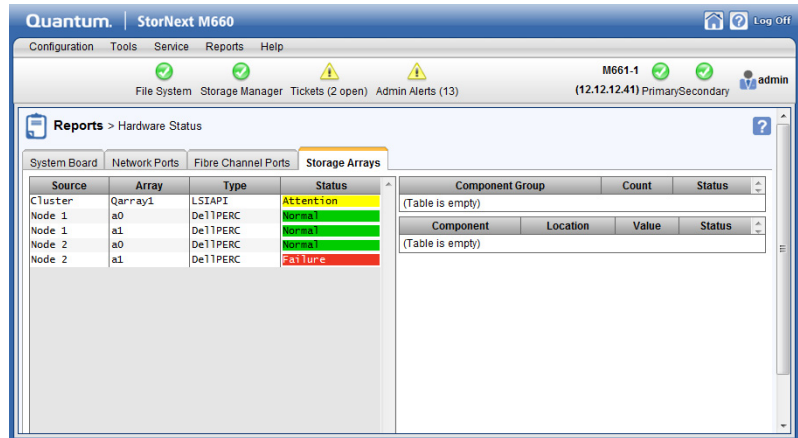 Quantum. | StorNext M660
Log Off
Configuration Tools Service Reports Help
M661-1
(12.12.12.41) Primary Secondary
admin
File System Storage Manager Tickets (2 open) Admin Alerts (13)
Reports > Hardware Status
System Board Network Ports Fibre Channel Ports Storage Arrays
Source Array Type Status
Cluster Qarray1 LSIAPI Attention
Node 1 a0 DellPERC Normal
Node 1 a1 DellPERC Normal
Node 2 a0 DellPERC Normal
Node 2 a1 DellPERC Failure
Component Group Count Status
(Table is empty)
Component Location Value Status
(Table is empty)